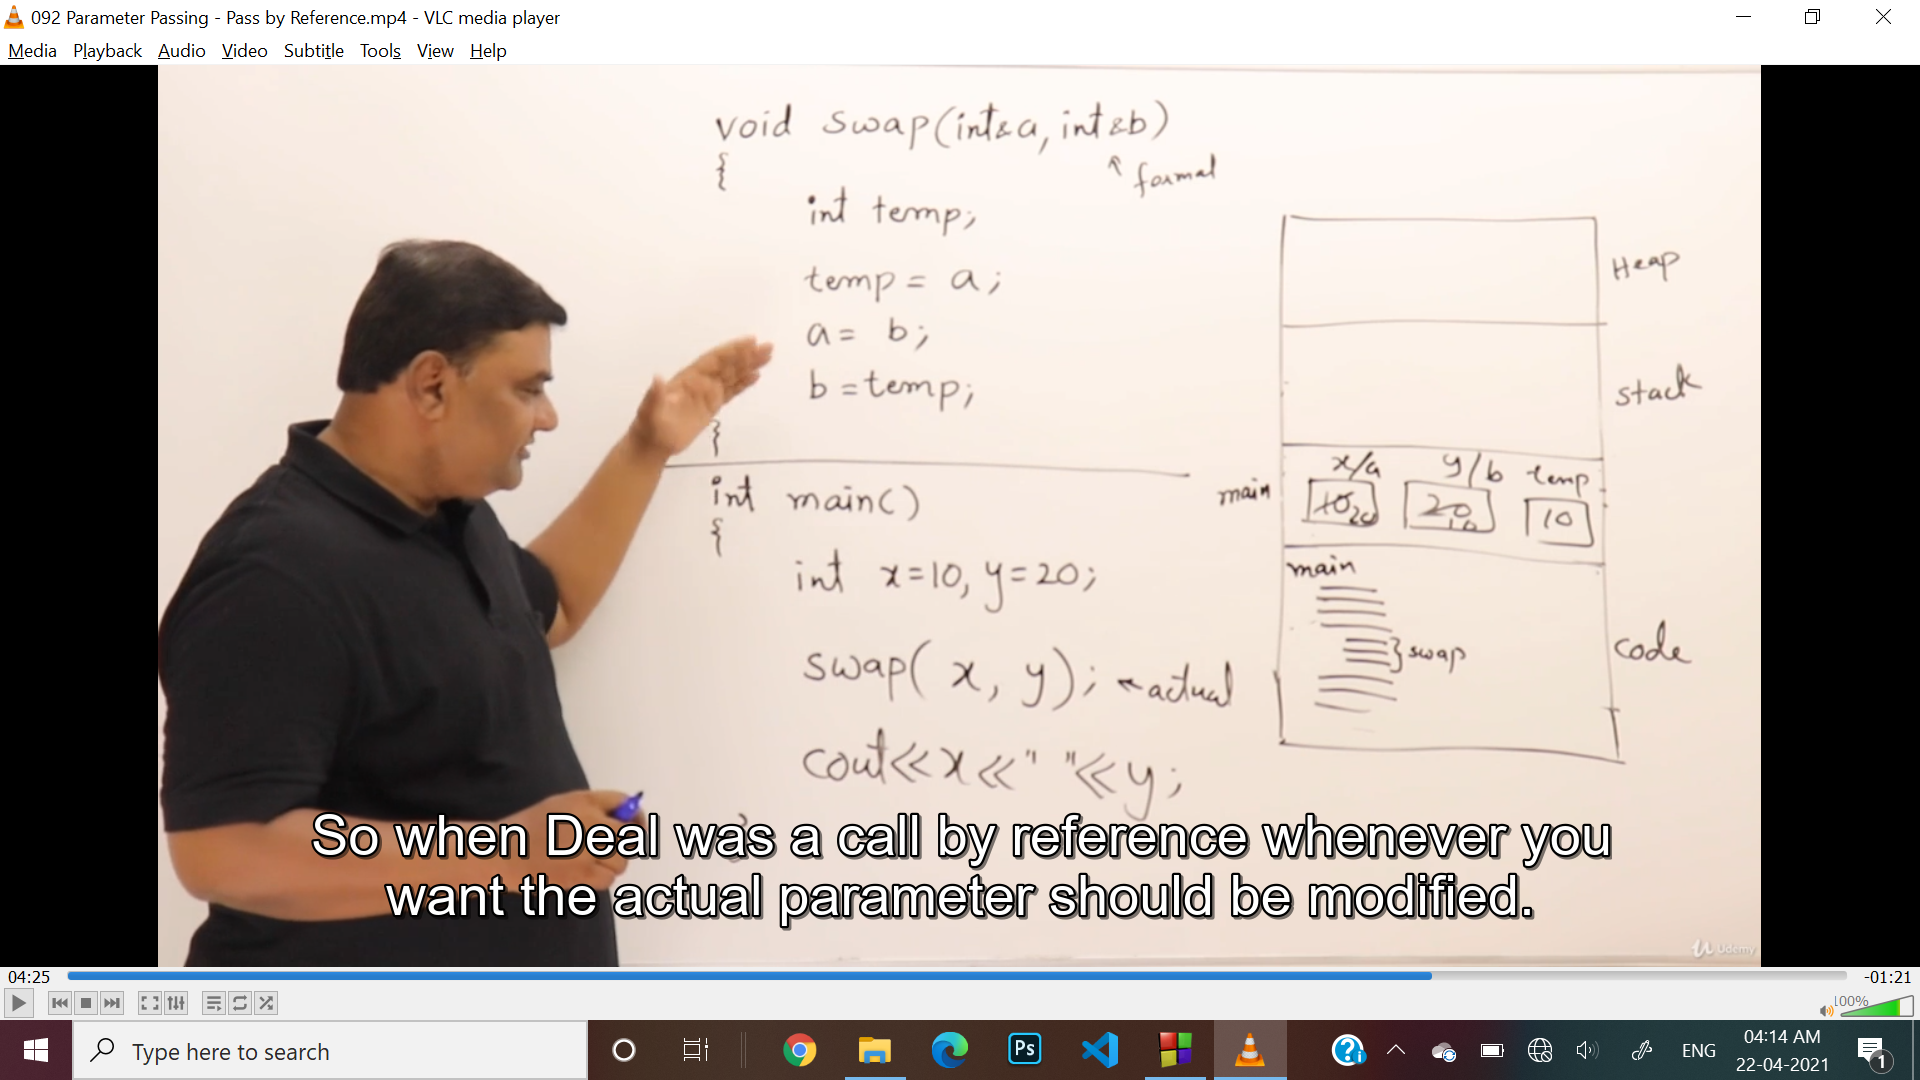 092 Parameter Passing - Pass by Reference.mp4 - VLC media player
Media Playback Audio Video Subtitle Tools View Help
void swap(int&a, int&b)
{
↑ formal
int temp;
temp = a;
a = b;
b = temp;
}
int main()
{
int x=10, y=20;
swap( x, y); ← actual
cout<<x<<" "<<y;
Heap
stack
x/a y/b temp
main
10 20 20 10 10
main
} swap
code
So when Deal was a call by reference whenever you
want the actual parameter should be modified.
Udemy
04:25
-01:21
100%
Type here to search
Ps
ENG
04:14 AM
22-04-2021
1